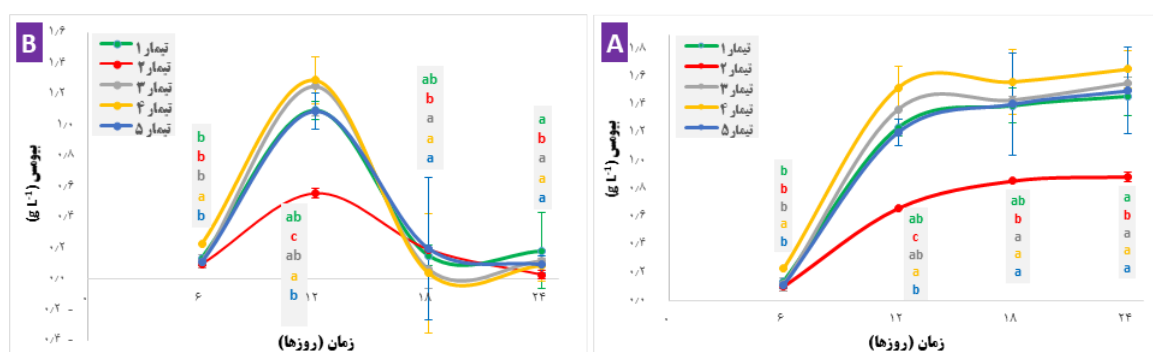 B
۱٫۶
۱٫۴
۱٫۲
۱٫۰
۰٫۸
۰٫۶
۰٫۴
۰٫۲
۰٫۰
۰٫۲ -
۰٫۴ -
بیومس (g L⁻¹)
تیمار ۱
تیمار ۲
تیمار ۳
تیمار ۴
تیمار ۵
b
b
b
a
b
ab
c
ab
a
b
ab
b
a
a
a
a
b
a
a
a
۰ ۶ ۱۲ ۱۸ ۲۴
زمان (روزها)
A
۱٫۸
۱٫۶
۱٫۴
۱٫۲
۱٫۰
۰٫۸
۰٫۶
۰٫۴
۰٫۲
۰٫۰
بیومس (g L⁻¹)
تیمار ۱
تیمار ۲
تیمار ۳
تیمار ۴
تیمار ۵
b
b
b
a
b
ab
c
ab
a
b
ab
b
a
a
a
a
b
a
a
a
۰ ۶ ۱۲ ۱۸ ۲۴
زمان (روزها)